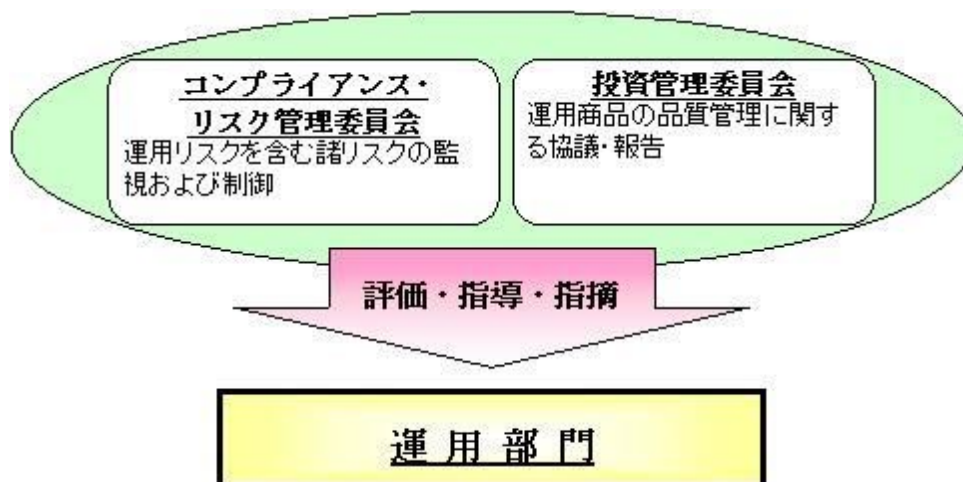 コンプライアンス・
リスク管理委員会
運用リスクを含む諸リスクの監
視および制御
投資管理委員会
運用商品の品質管理に関す
る協議・報告
評価・指導・指摘
運用部門